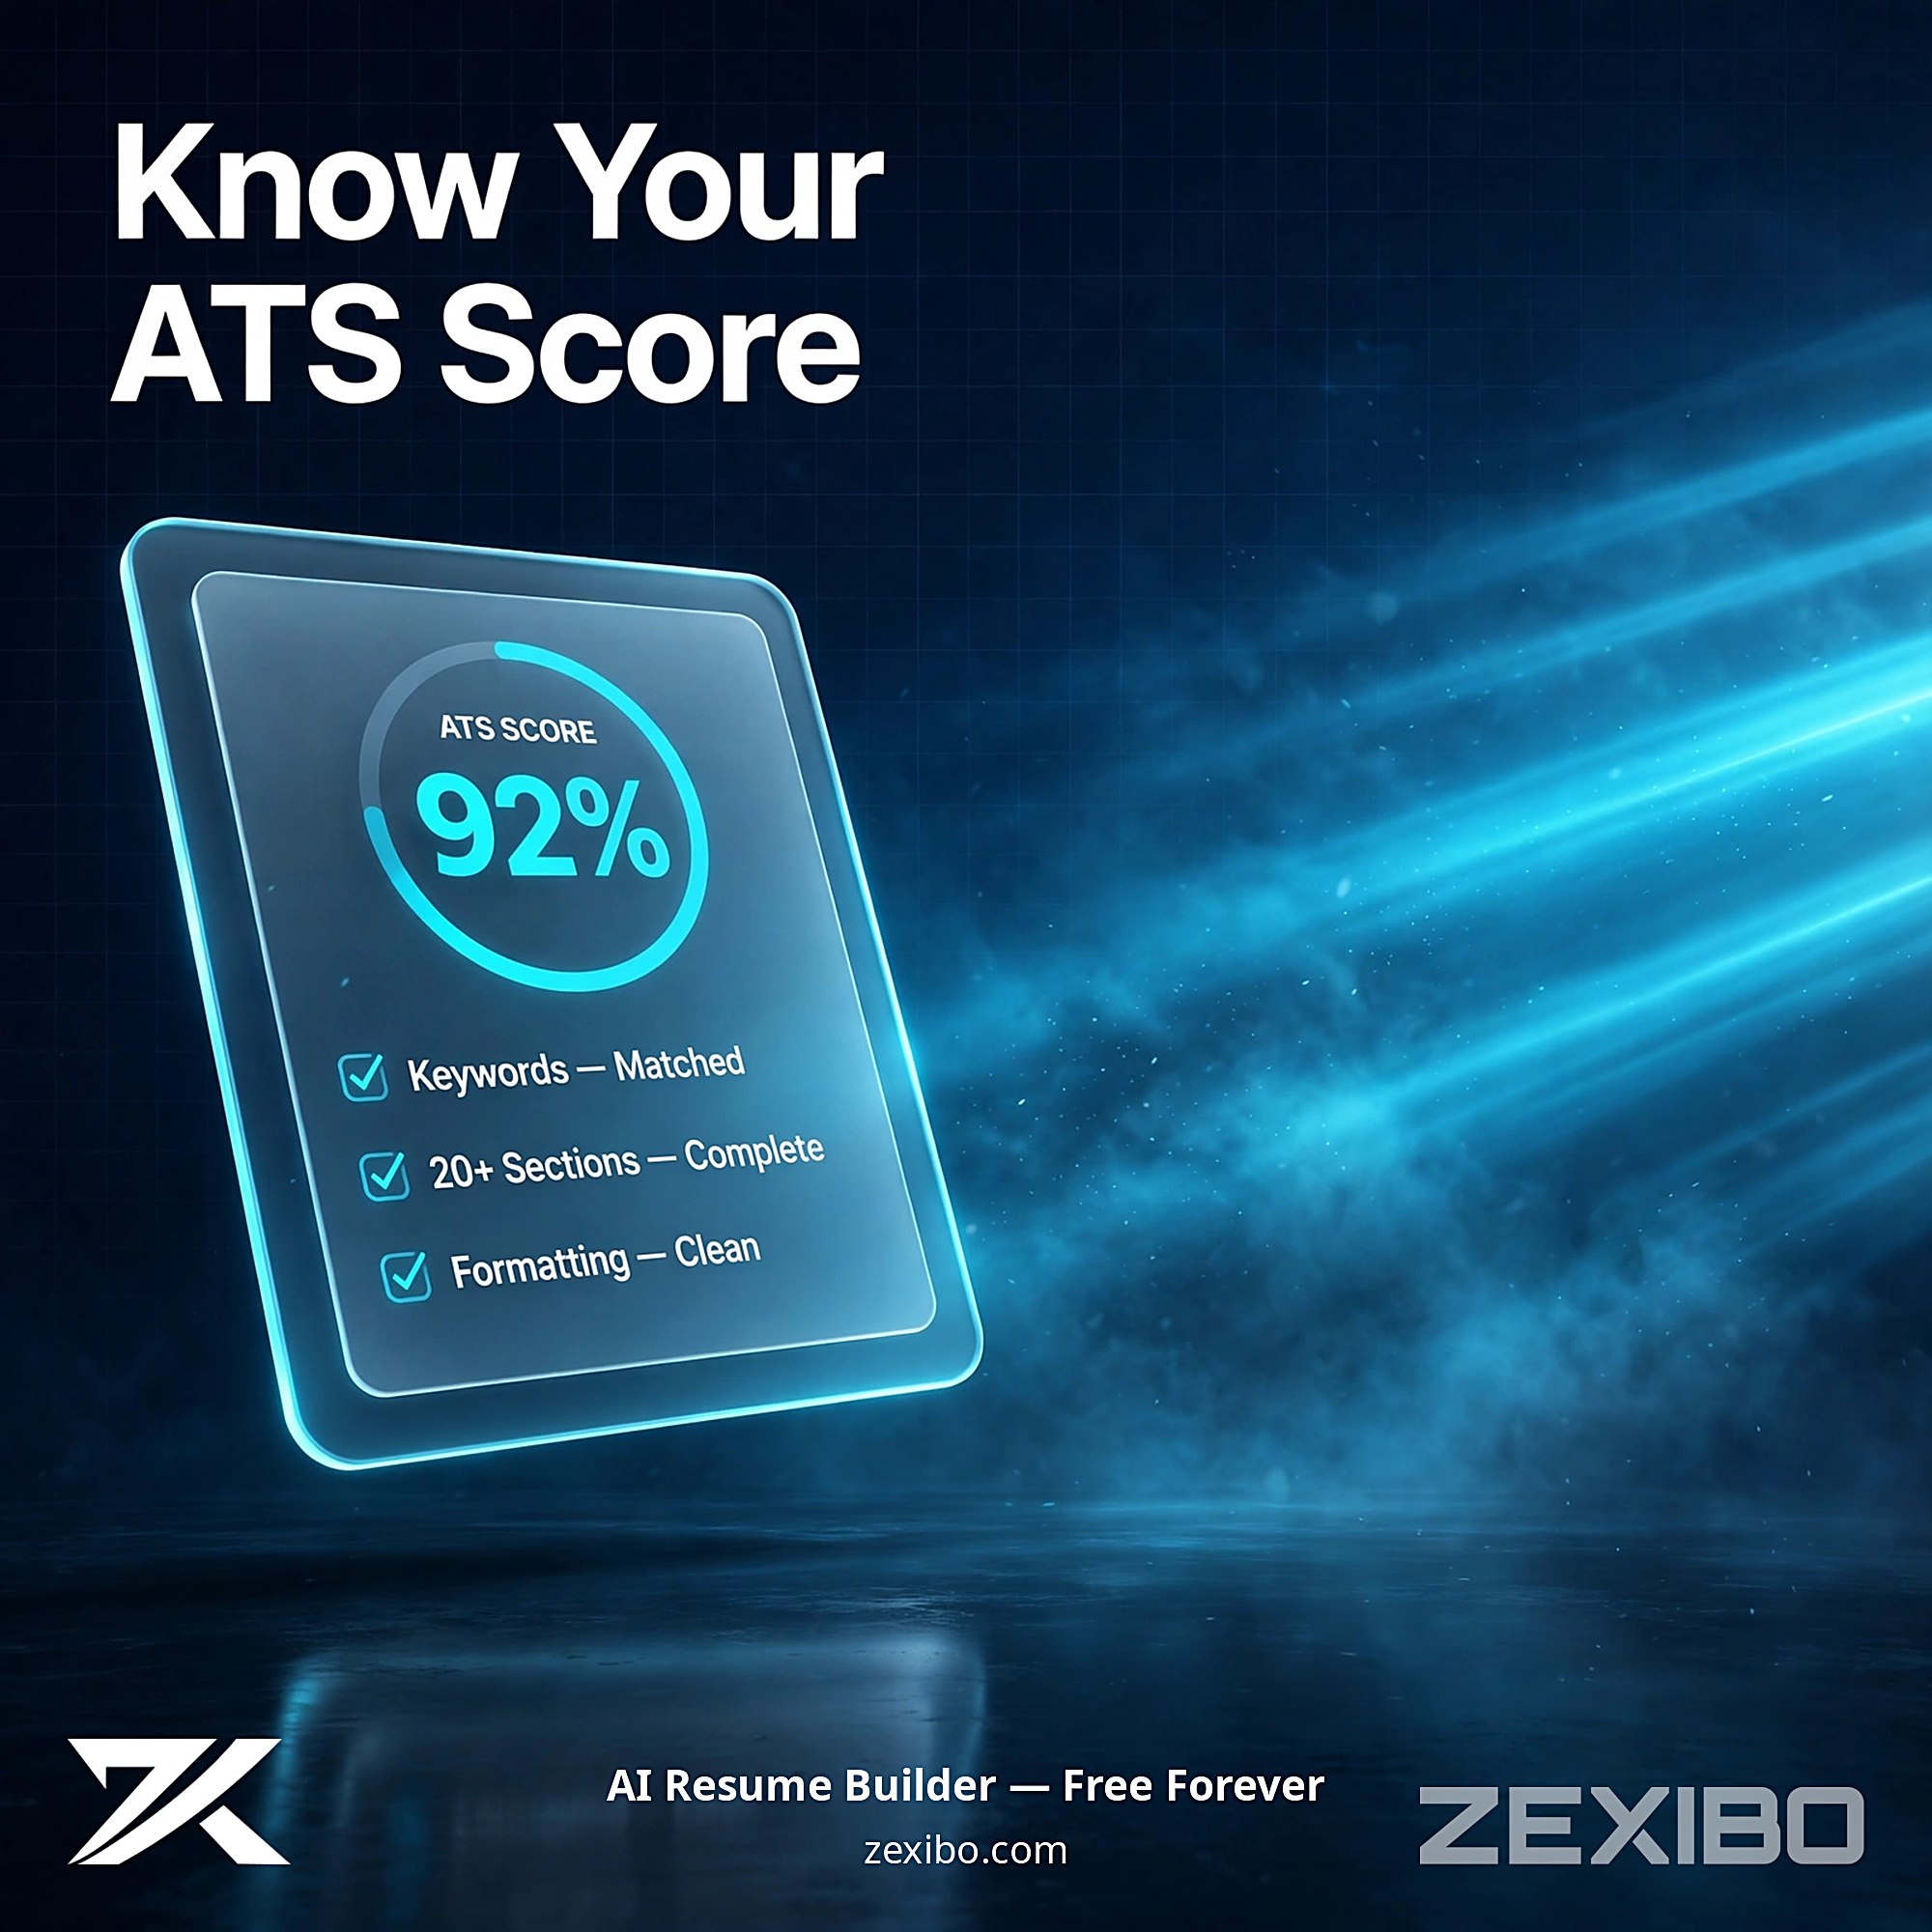 Know Your
ATS Score
ATS SCORE
92%
Keywords — Matched
20+ Sections — Complete
Formatting — Clean
AI Resume Builder — Free Forever
zexibo.com
ZEXIBO